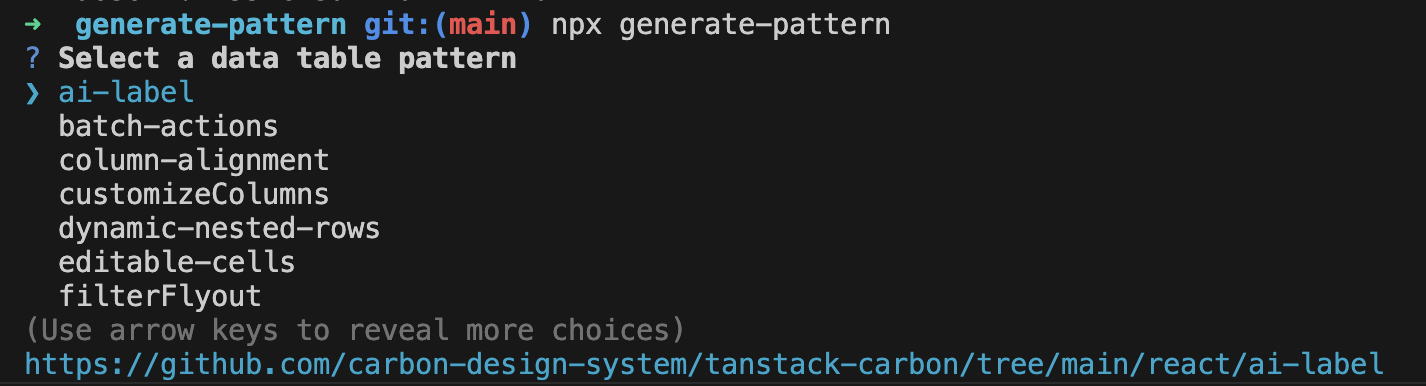 ➜  generate-pattern git:(main) npx generate-pattern
? Select a data table pattern
❯ ai-label
  batch-actions
  column-alignment
  customizeColumns
  dynamic-nested-rows
  editable-cells
  filterFlyout
(Use arrow keys to reveal more choices)
https://github.com/carbon-design-system/tanstack-carbon/tree/main/react/ai-label